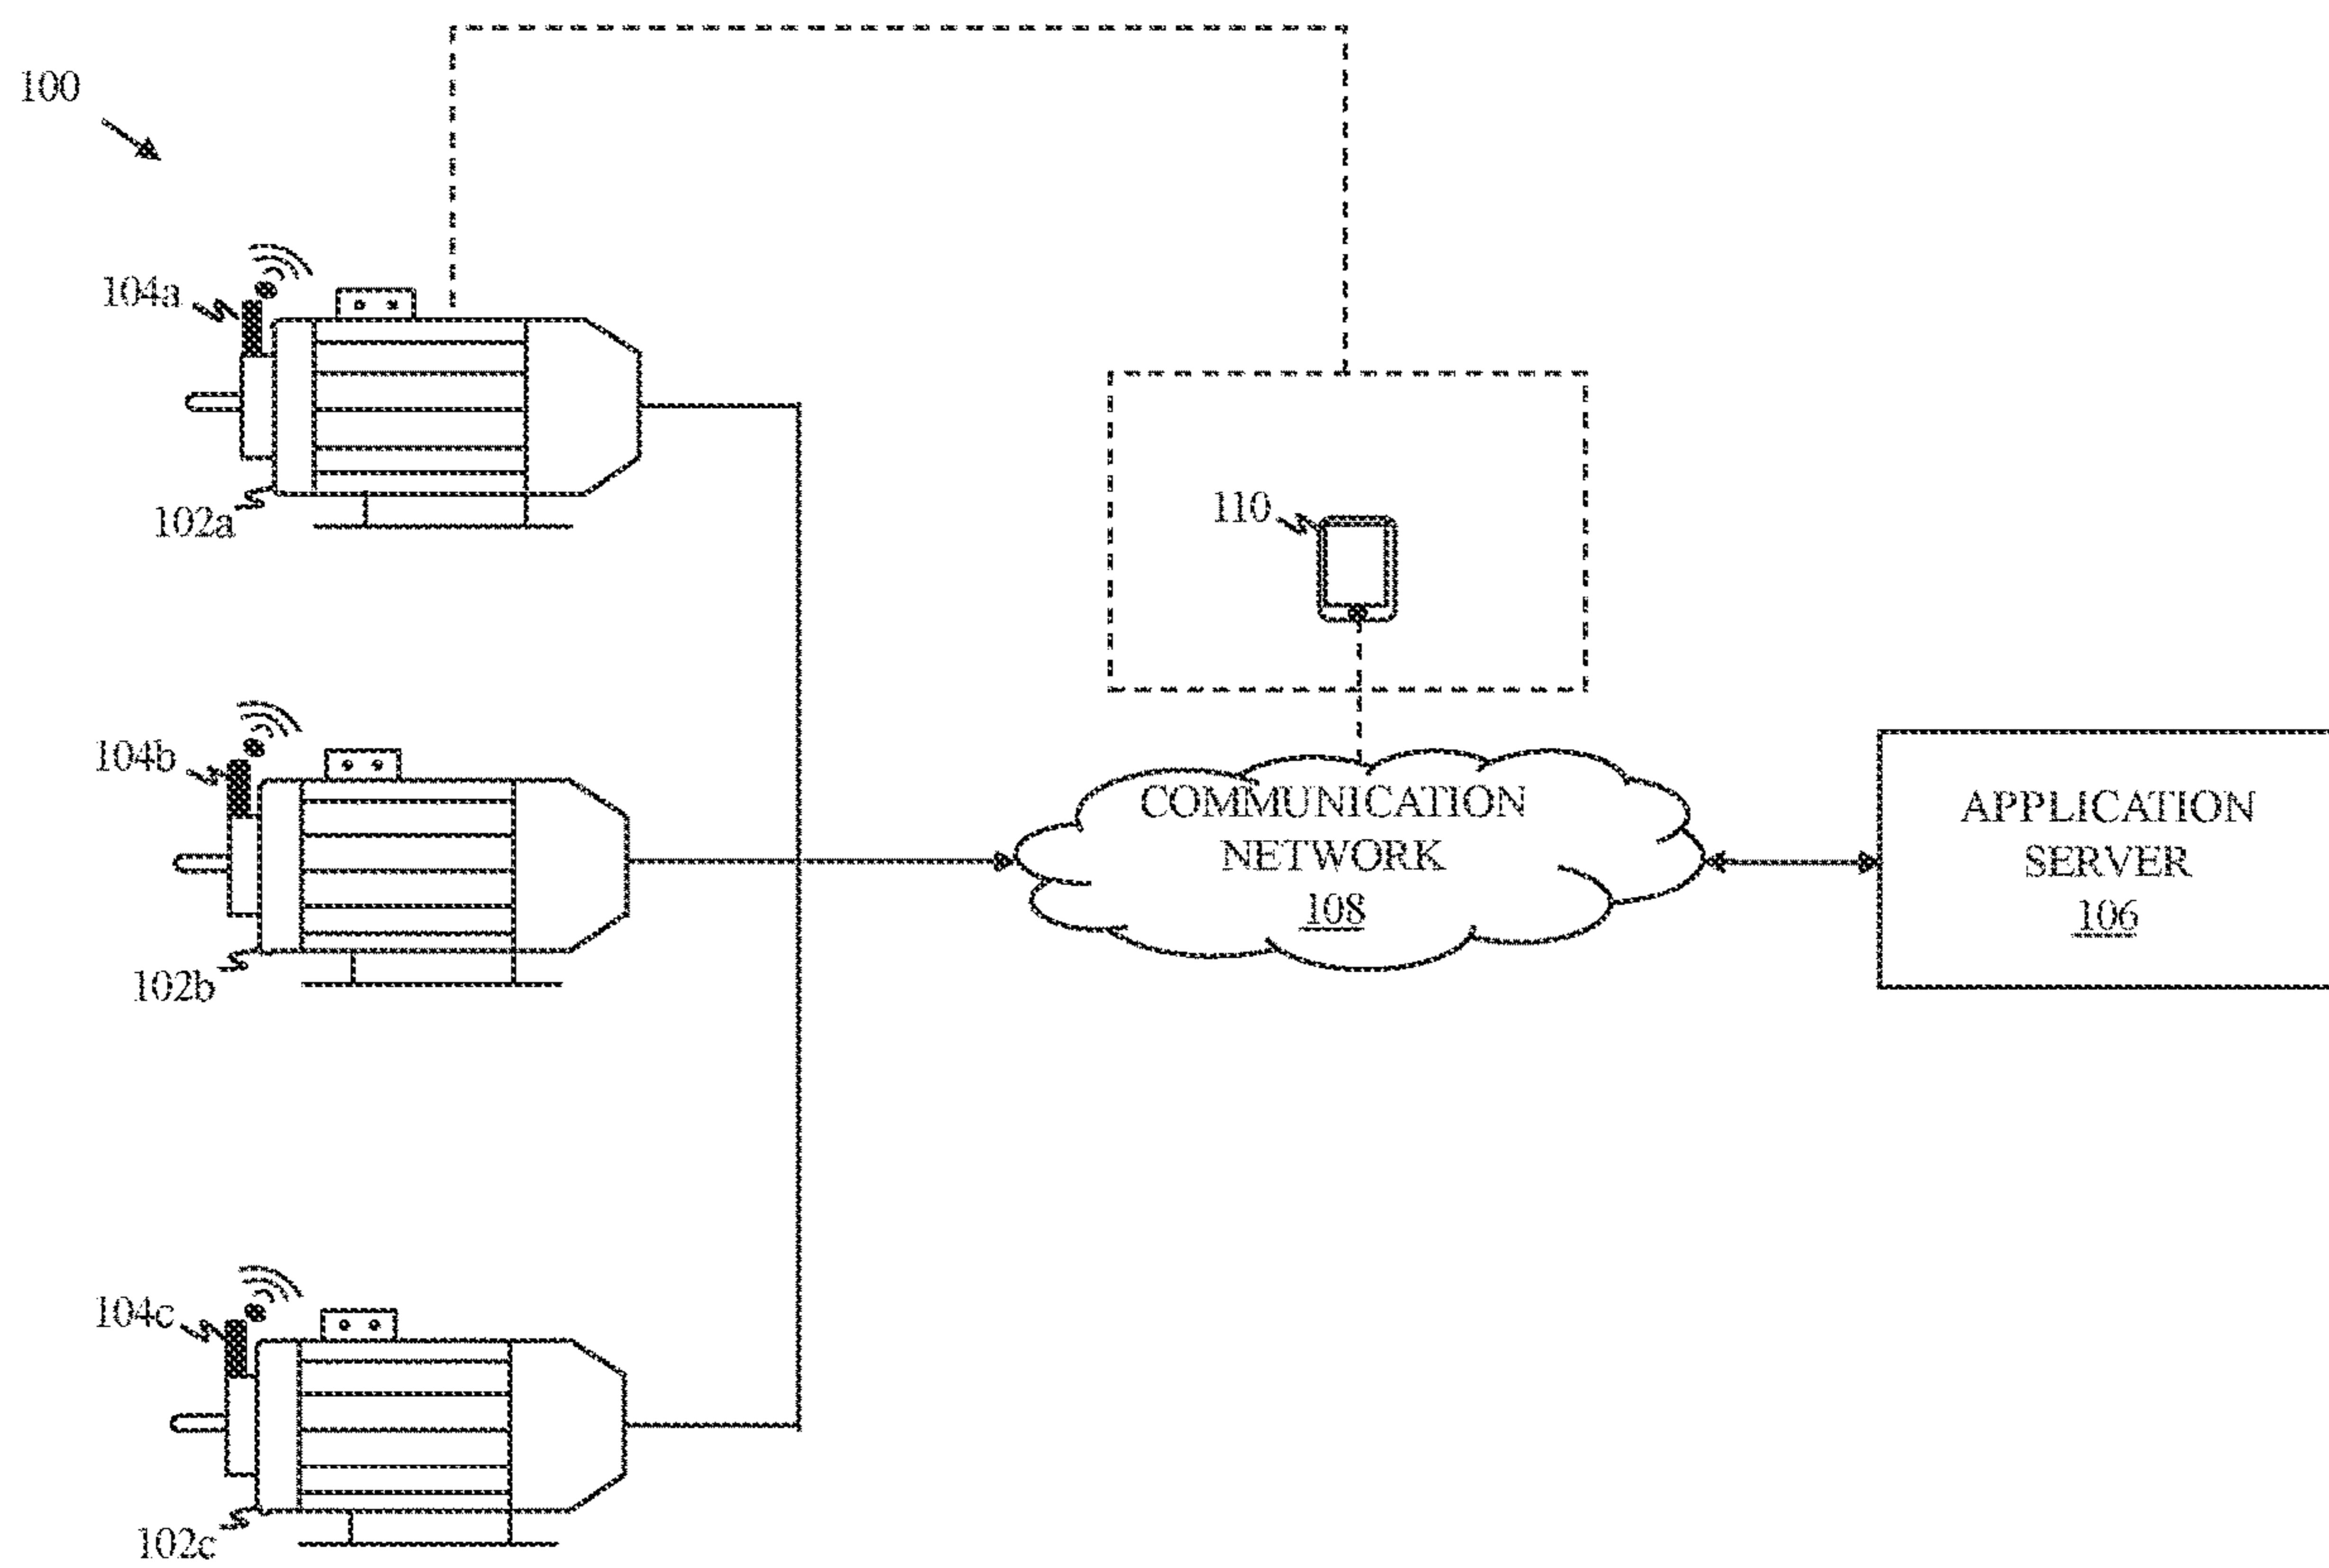 100
104a
102a
110
104b
102b
COMMUNICATION
NETWORK
108
APPLICATION
SERVER
106
104c
102c